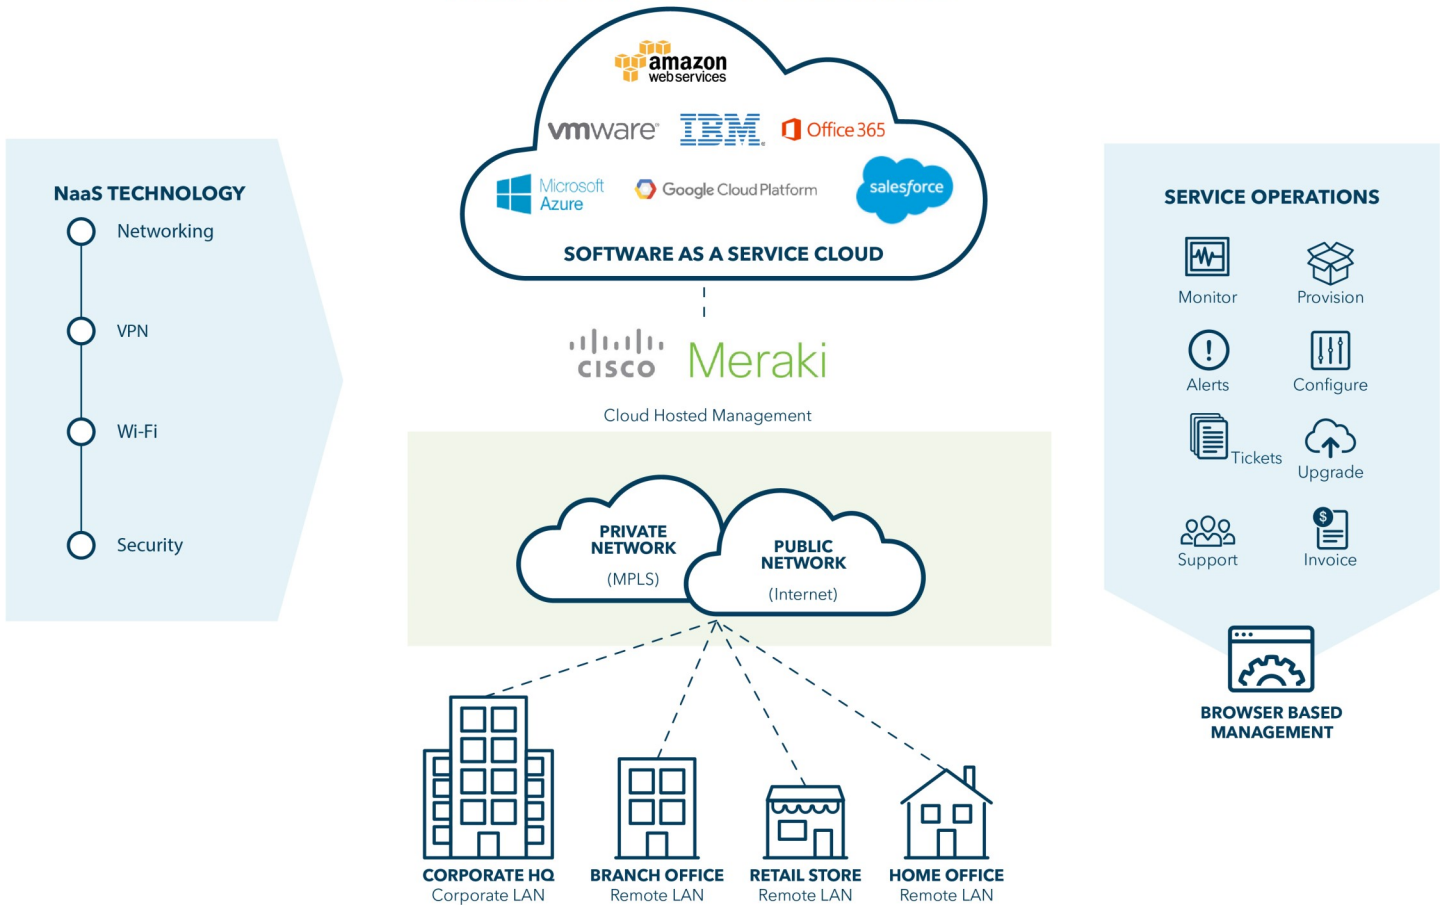 NaaS TECHNOLOGY
Networking
VPN
Wi-Fi
Security
amazon
webservices
vmware®
IBM®
Office 365
Microsoft
Azure
Google Cloud Platform
salesforce
SOFTWARE AS A SERVICE CLOUD
CISCO
Meraki
Cloud Hosted Management
PRIVATE
NETWORK
(MPLS)
PUBLIC
NETWORK
(Internet)
CORPORATE HQ
Corporate LAN
BRANCH OFFICE
Remote LAN
RETAIL STORE
Remote LAN
HOME OFFICE
Remote LAN
SERVICE OPERATIONS
Monitor
Provision
!
Alerts
Configure
Tickets
Upgrade
Support
$
Invoice
BROWSER BASED
MANAGEMENT